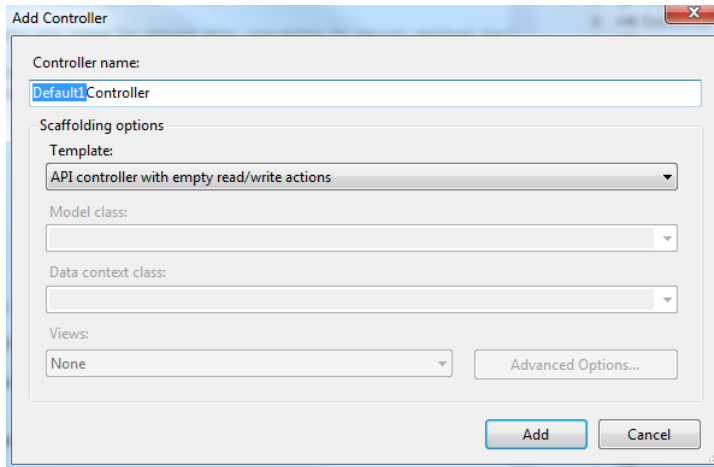 Add Controller
Controller name:
Default1Controller
Scaffolding options
Template:
API controller with empty read/write actions
Model class:
Data context class:
Views:
None
Advanced Options...
Add
Cancel